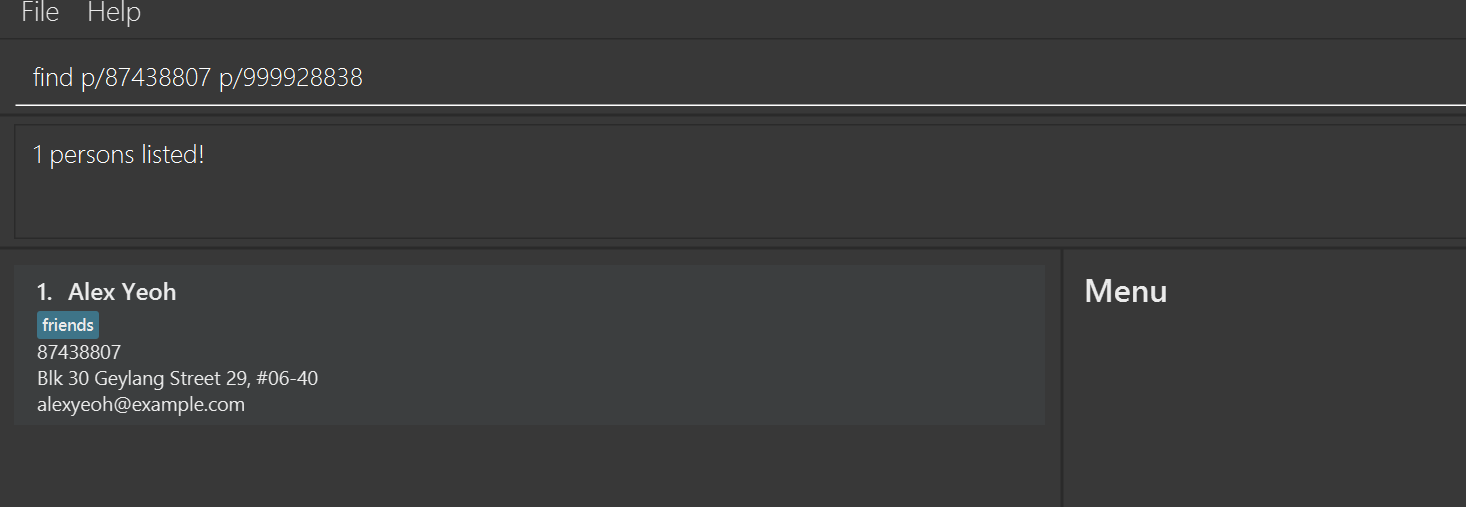 File Help
find p/87438807 p/999928838
1 persons listed!
1. Alex Yeoh
friends
87438807
Blk 30 Geylang Street 29, #06-40
alexyeoh@example.com
Menu